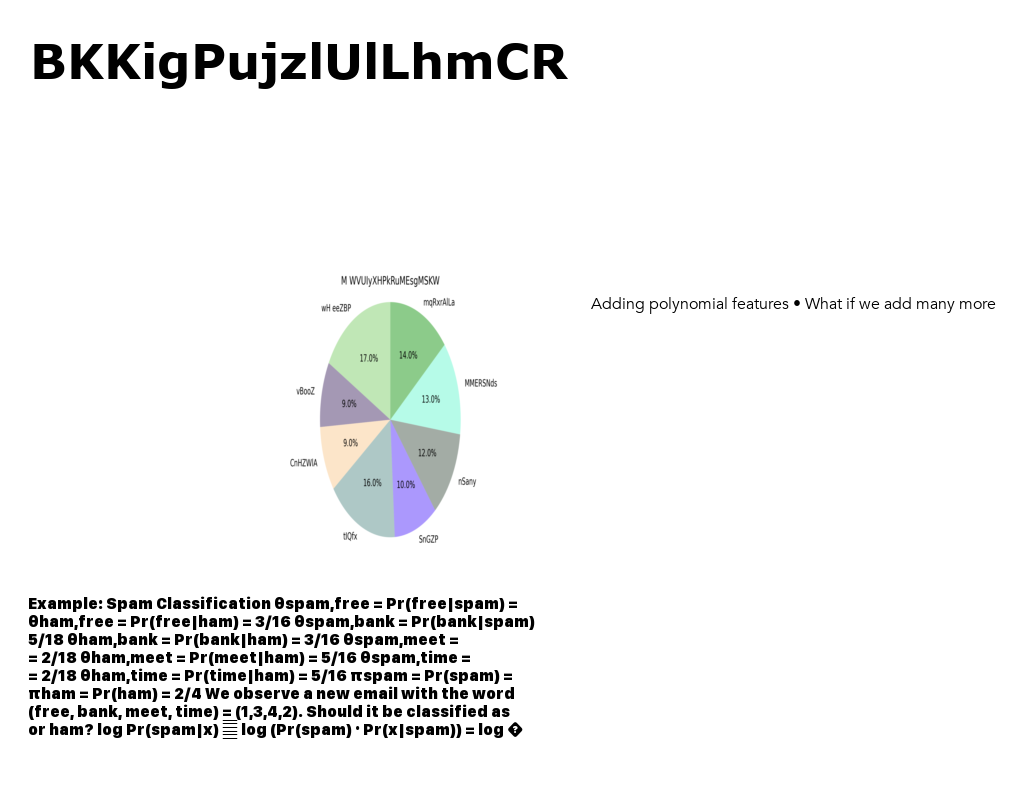 BKKigPujzlUlLhmCR
M WVUIyXHPkRuMEsgMSKW
wH eeZBP
mqRxrAlLa
17.0%
14.0%
MMERSNds
vBooZ
13.0%
9.0%
9.0%
12.0%
CnHZWlA
16.0%
10.0%
nSany
tIQfx
SnGZP
Adding polynomial features • What if we add many more
Example: Spam Classification θspam,free = Pr(free|spam) =
θham,free = Pr(free|ham) = 3/16 θspam,bank = Pr(bank|spam)
5/18 θham,bank = Pr(bank|ham) = 3/16 θspam,meet =
= 2/18 θham,meet = Pr(meet|ham) = 5/16 θspam,time =
= 2/18 θham,time = Pr(time|ham) = 5/16 πspam = Pr(spam) =
πham = Pr(ham) = 2/4 We observe a new email with the word
(free, bank, meet, time) = (1,3,4,2). Should it be classified as
or ham? log Pr(spam|x) log (Pr(spam) · Pr(x|spam)) = log �